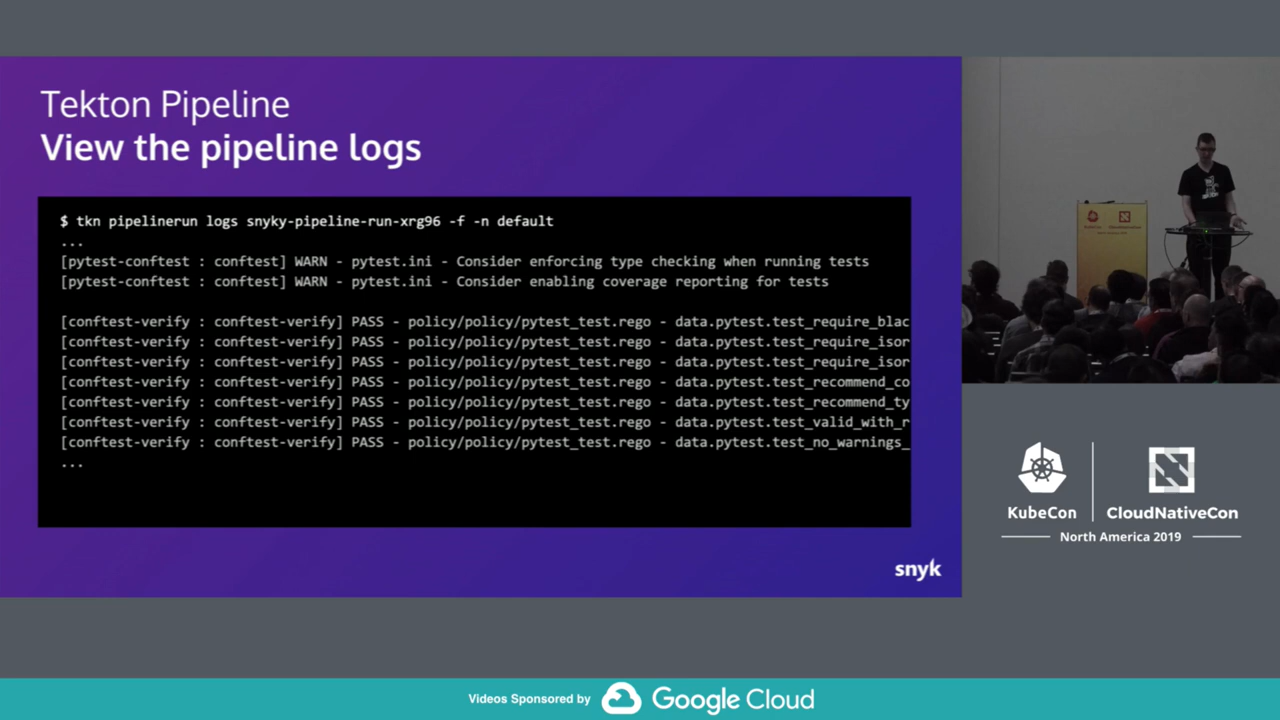 Tekton Pipeline
View the pipeline logs
$ tkn pipelinerun logs snyky-pipeline-run-xrg96 -f -n default
...
[pytest-conftest : conftest] WARN - pytest.ini - Consider enforcing type checking when running tests
[pytest-conftest : conftest] WARN - pytest.ini - Consider enabling coverage reporting for tests
[conftest-verify : conftest-verify] PASS - policy/policy/pytest_test.rego - data.pytest.test_require_blac
[conftest-verify : conftest-verify] PASS - policy/policy/pytest_test.rego - data.pytest.test_require_isor
[conftest-verify : conftest-verify] PASS - policy/policy/pytest_test.rego - data.pytest.test_require_isor
[conftest-verify : conftest-verify] PASS - policy/policy/pytest_test.rego - data.pytest.test_recommend_co
[conftest-verify : conftest-verify] PASS - policy/policy/pytest_test.rego - data.pytest.test_recommend_ty
[conftest-verify : conftest-verify] PASS - policy/policy/pytest_test.rego - data.pytest.test_valid_with_r
[conftest-verify : conftest-verify] PASS - policy/policy/pytest_test.rego - data.pytest.test_no_warnings_
...
snyk
KubeCon
CloudNativeCon
North America 2019
Videos Sponsored by
Google Cloud